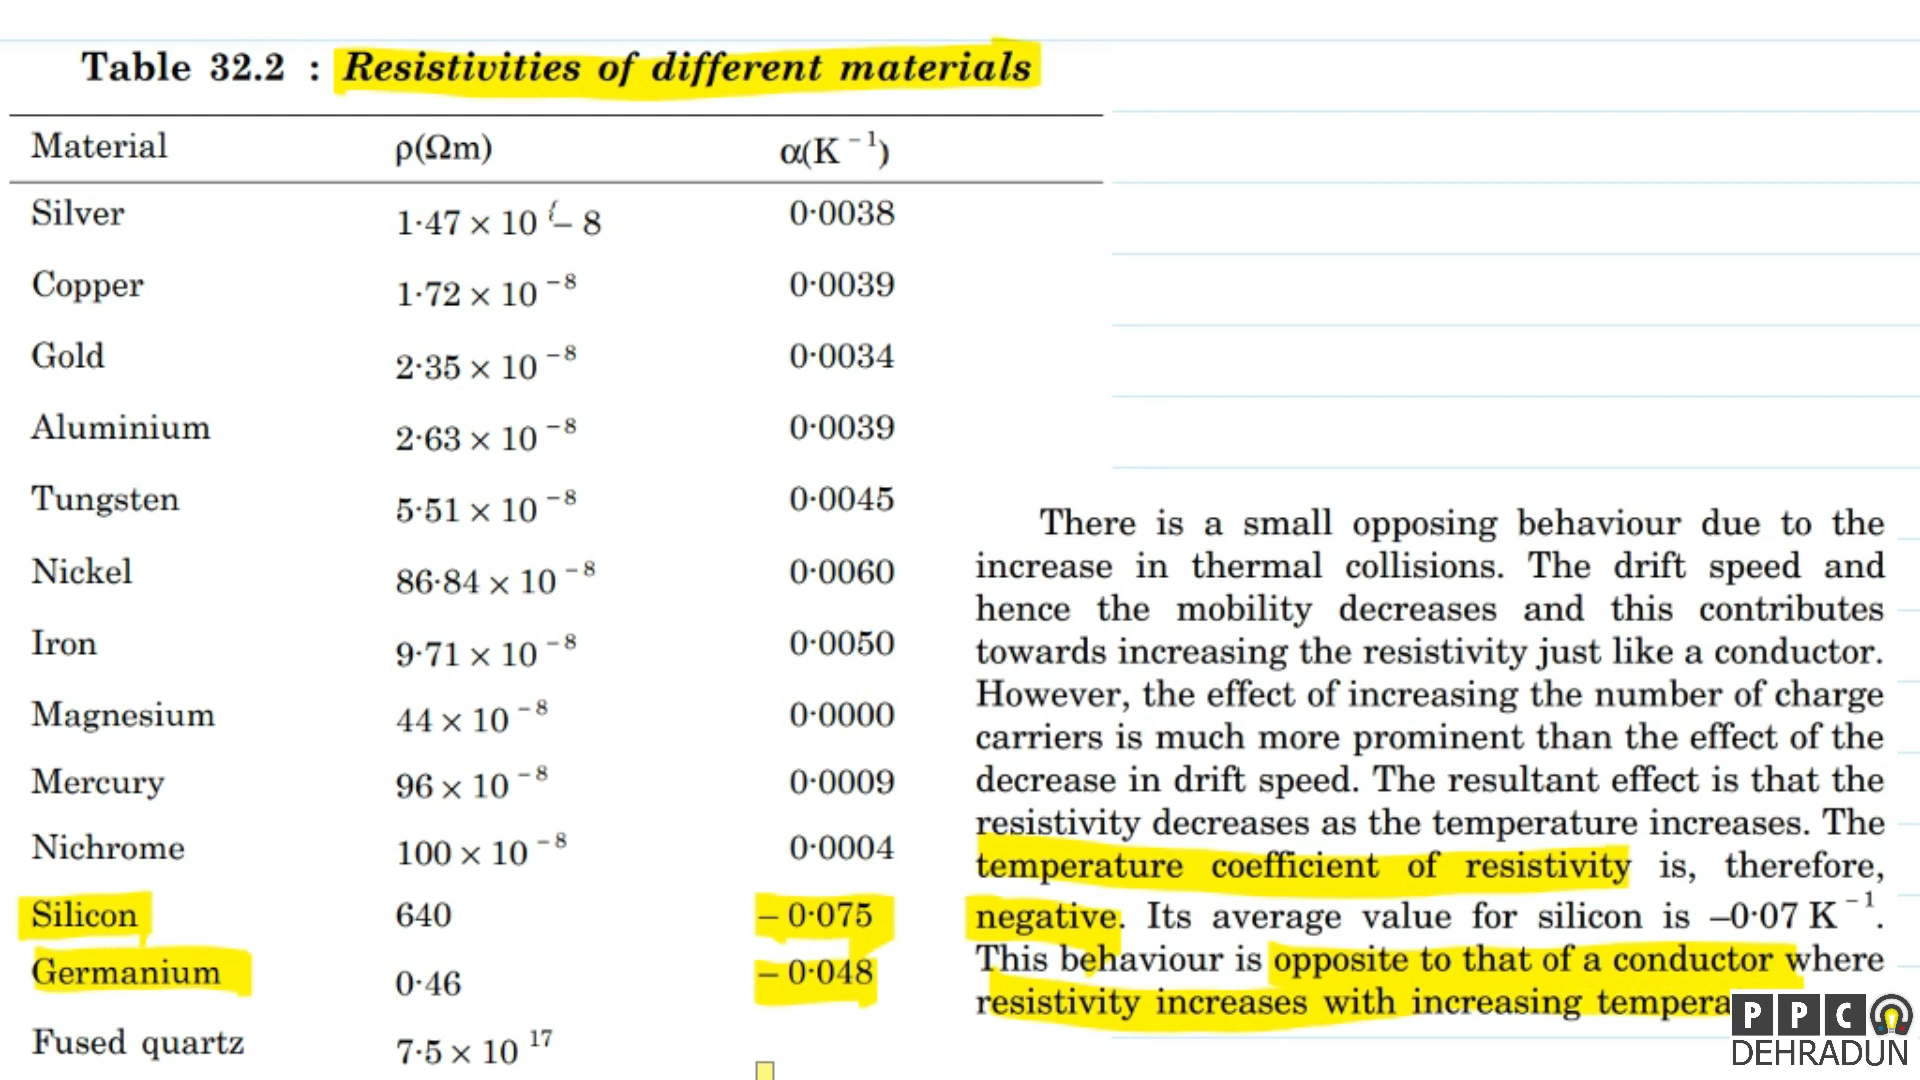 Table 32.2 : Resistivities of different materials
Material ρ(Ωm) α(K⁻¹)
Silver 1·47 × 10 – 8 0·0038
Copper 1·72 × 10⁻⁸ 0·0039
Gold 2·35 × 10⁻⁸ 0·0034
Aluminium 2·63 × 10⁻⁸ 0·0039
Tungsten 5·51 × 10⁻⁸ 0·0045
Nickel 86·84 × 10⁻⁸ 0·0060
Iron 9·71 × 10⁻⁸ 0·0050
Magnesium 44 × 10⁻⁸ 0·0000
Mercury 96 × 10⁻⁸ 0·0009
Nichrome 100 × 10⁻⁸ 0·0004
Silicon 640 – 0·075
Germanium 0·46 – 0·048
Fused quartz 7·5 × 10¹⁷
There is a small opposing behaviour due to the
increase in thermal collisions. The drift speed and
hence the mobility decreases and this contributes
towards increasing the resistivity just like a conductor.
However, the effect of increasing the number of charge
carriers is much more prominent than the effect of the
decrease in drift speed. The resultant effect is that the
resistivity decreases as the temperature increases. The
temperature coefficient of resistivity is, therefore,
negative. Its average value for silicon is –0·07 K⁻¹.
This behaviour is opposite to that of a conductor where
resistivity increases with increasing tempera
PPC
DEHRADUN